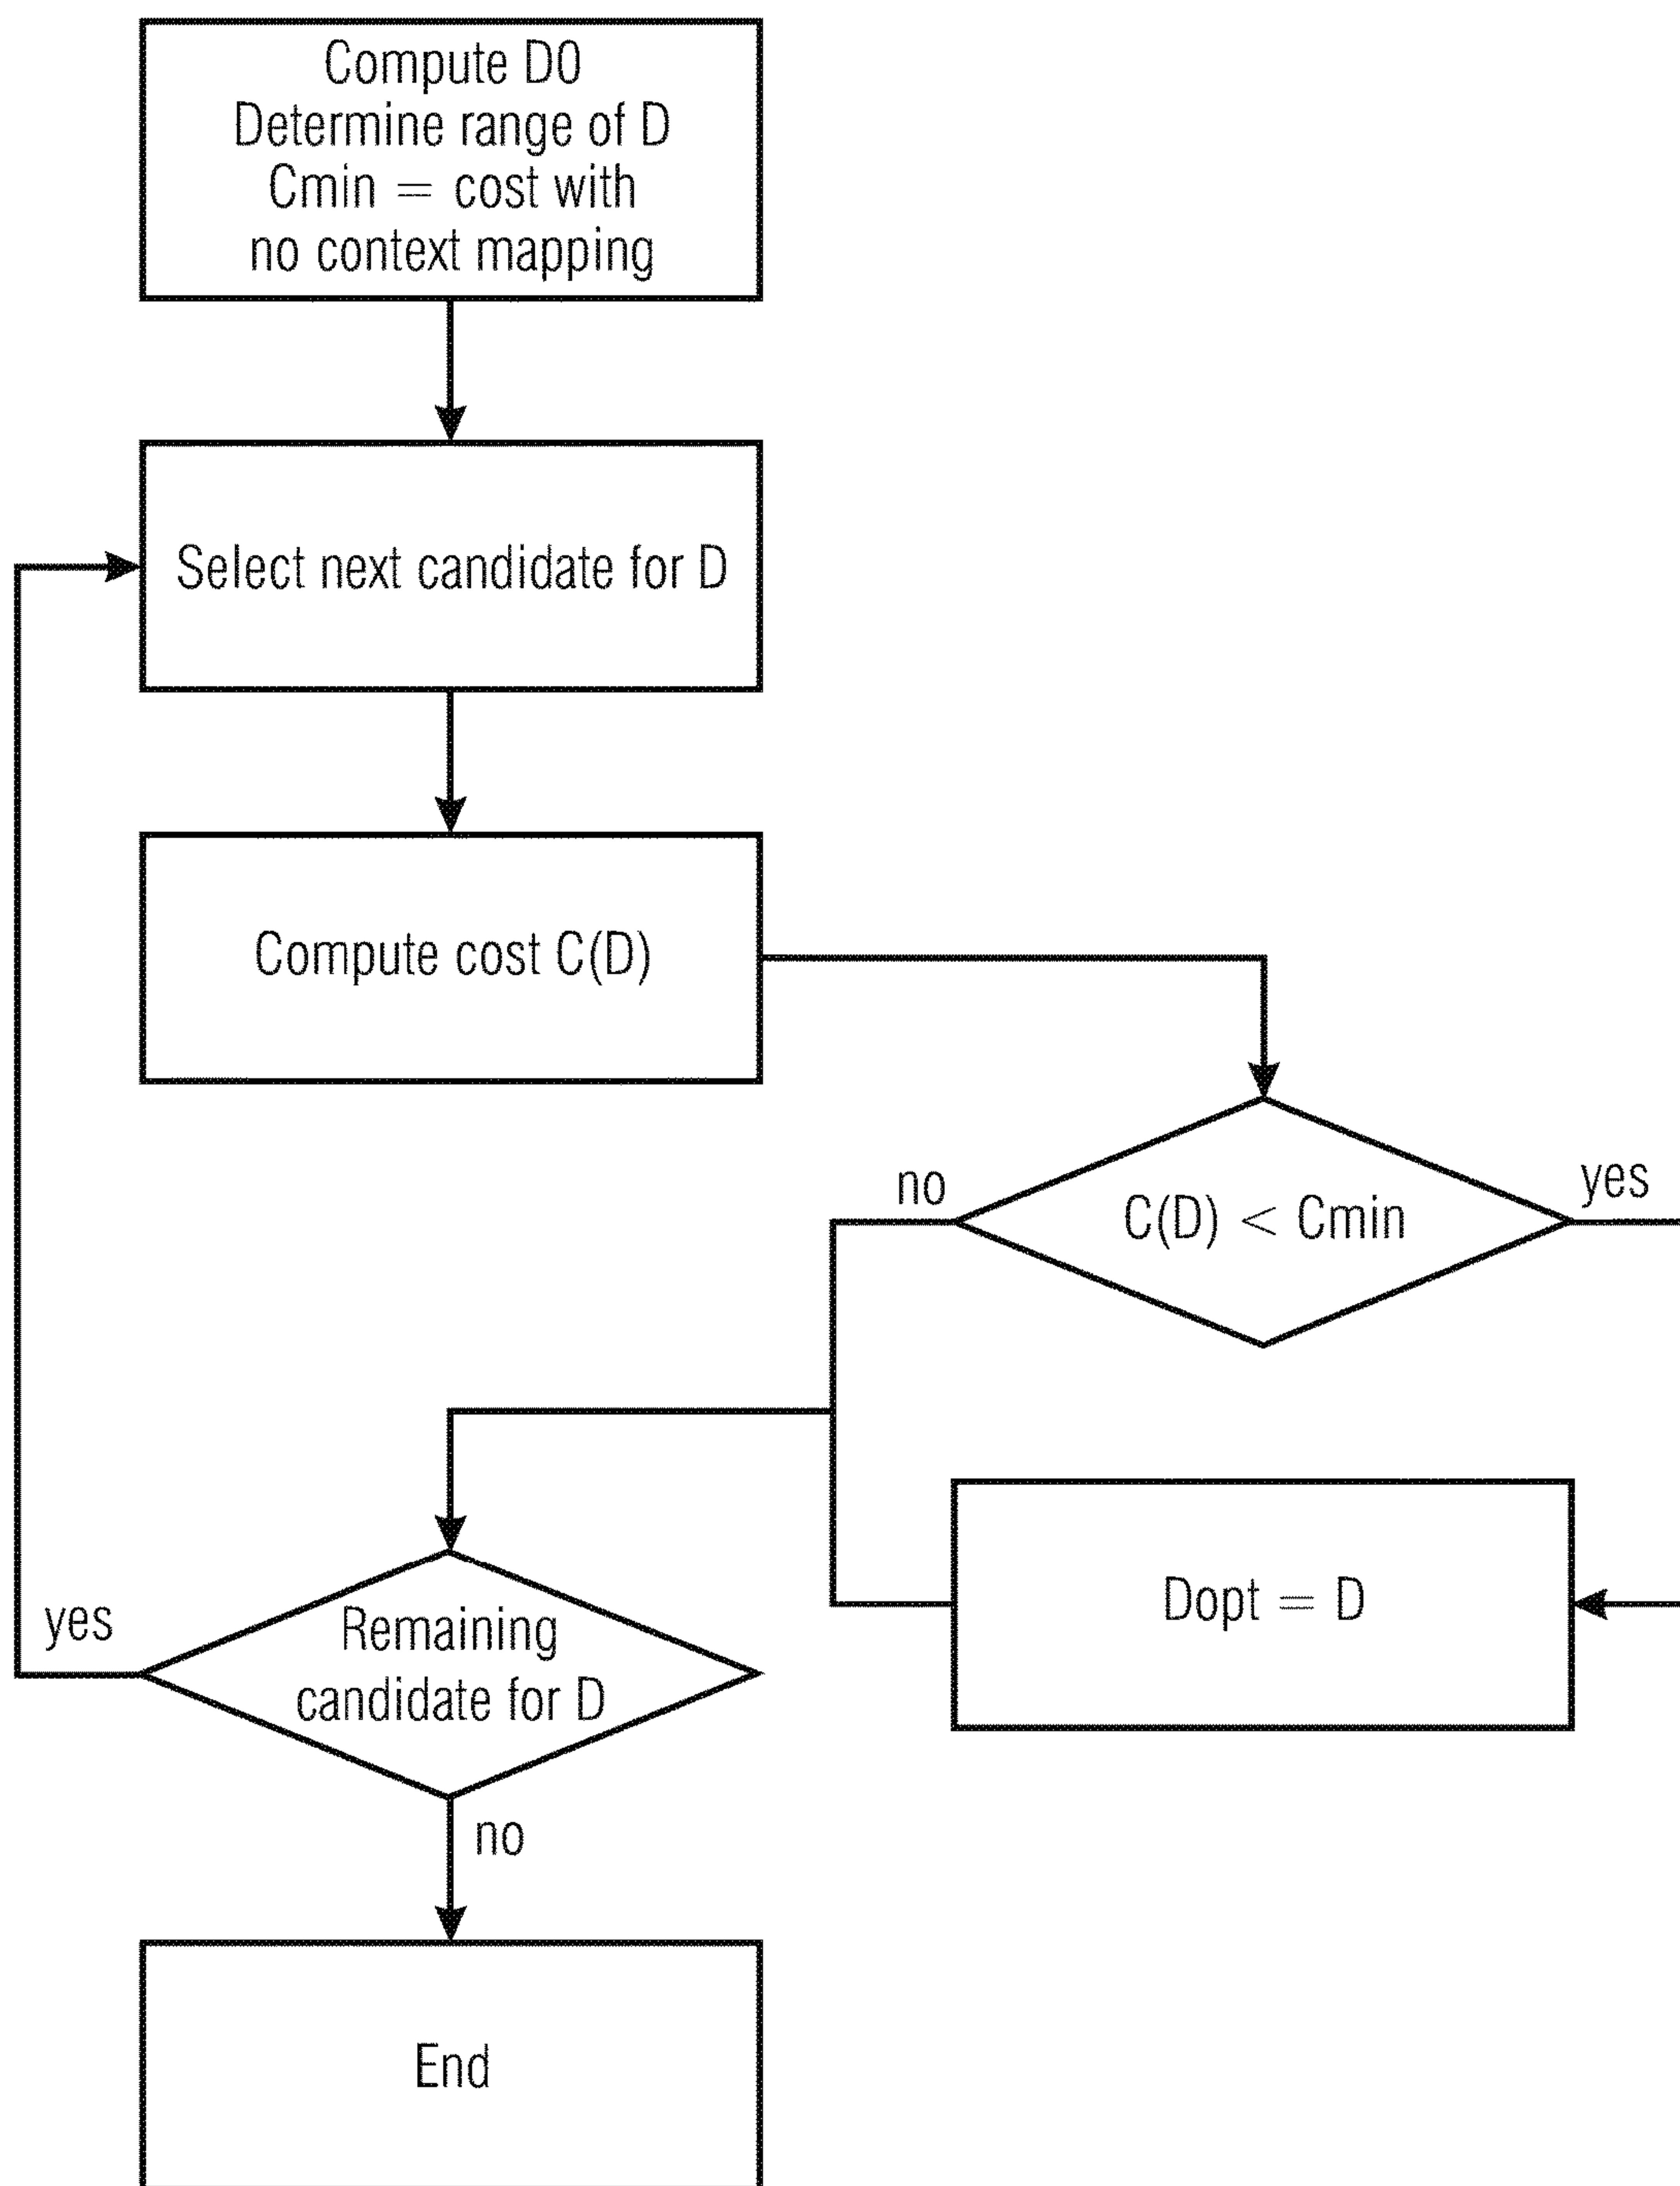 Compute D0
Determine range of D
Cmin = cost with
no context mapping
Select next candidate for D
Compute cost C(D)
no
C(D) < Cmin
yes
Dopt = D
yes
Remaining
candidate for D
no
End